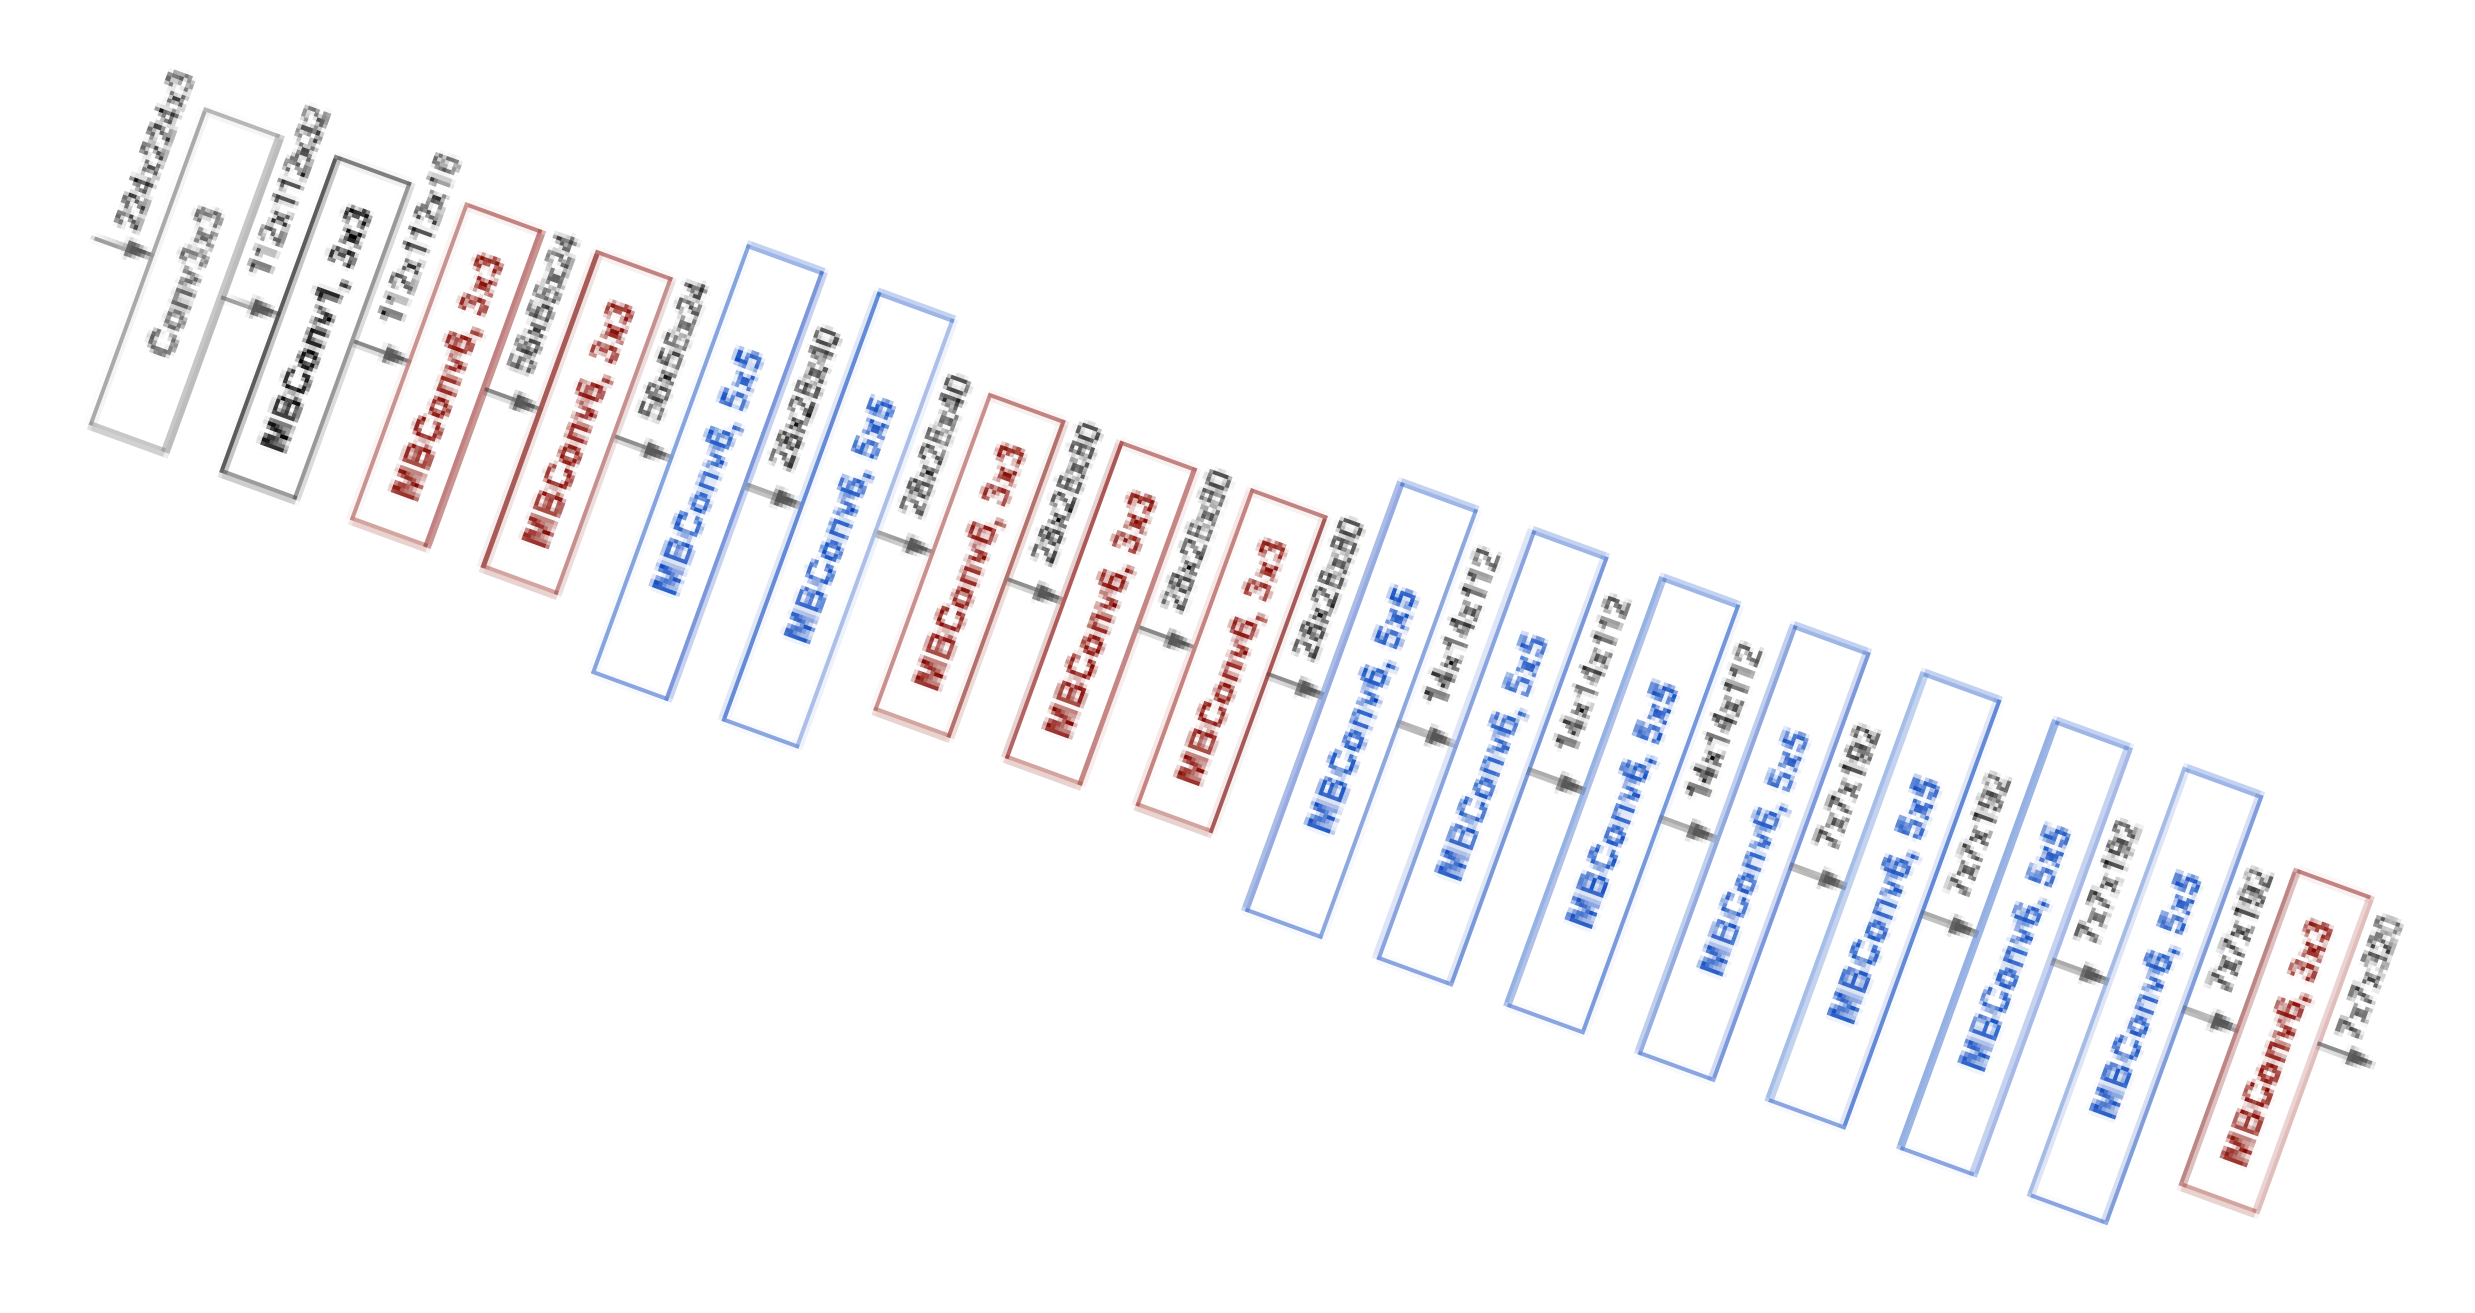 224x224x3
Conv3x3
112x112x32
MBConv1, 3x3
112x112x16
MBConv6, 3x3
56x56x24
MBConv6, 3x3
56x56x24
MBConv6, 5x5
28x28x40
MBConv6, 5x5
28x28x40
MBConv6, 3x3
28x28x80
MBConv6, 3x3
28x28x80
MBConv6, 3x3
28x28x80
MBConv6, 5x5
14x14x112
MBConv6, 5x5
14x14x112
MBConv6, 5x5
14x14x112
MBConv6, 5x5
7x7x192
MBConv6, 5x5
7x7x192
MBConv6, 5x5
7x7x192
MBConv6, 5x5
7x7x192
MBConv6, 3x3
7x7x320